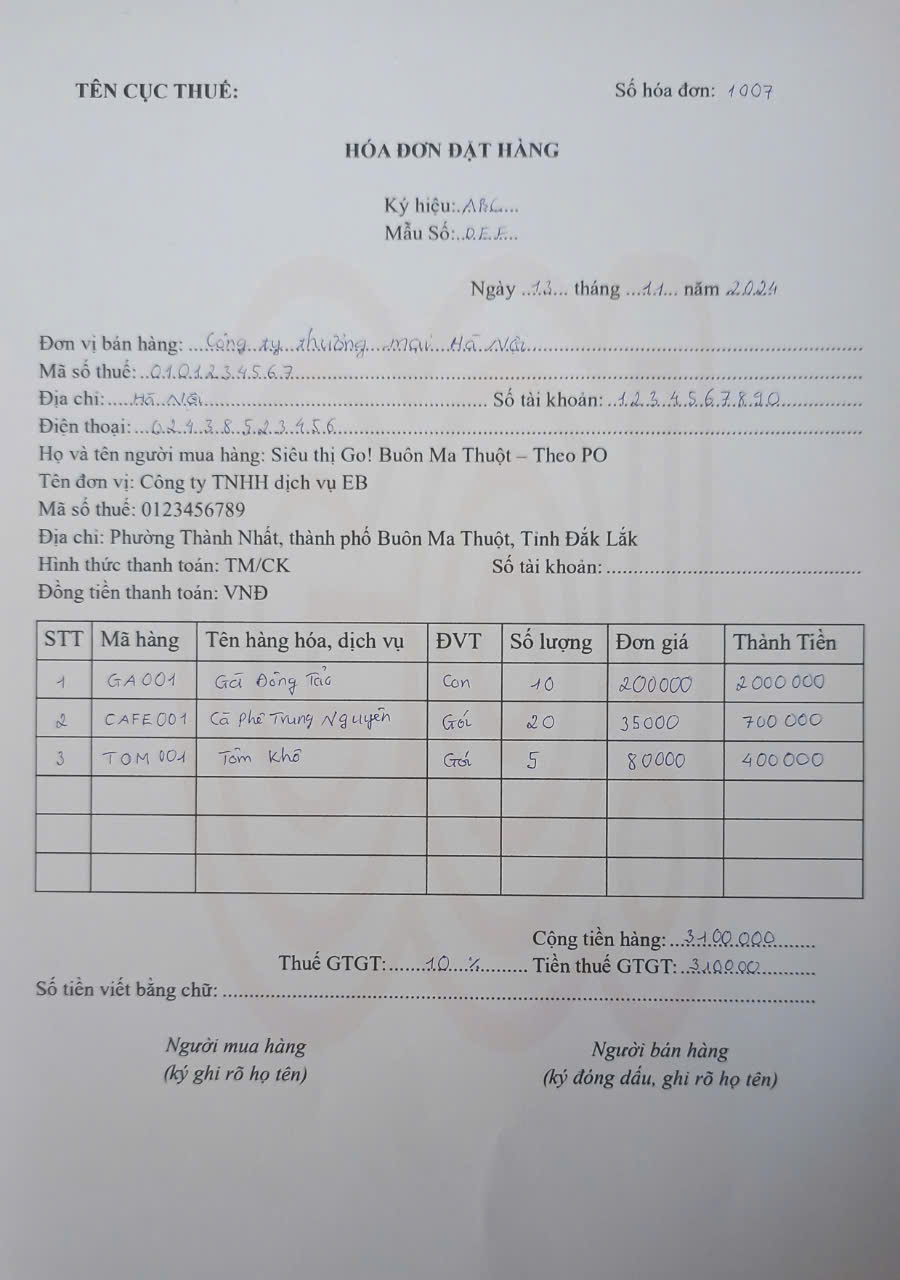 TÊN CỤC THUẾ: Số hóa đơn: 1007
HÓA ĐƠN ĐẶT HÀNG
Ký hiệu: ABC
Mẫu Số: D.E.F
Ngày 13 tháng 11 năm 2024
Đơn vị bán hàng: Công ty thương mại Hà Nội
Mã số thuế: 0101234567
Địa chỉ: Hà Nội Số tài khoản: 1234567890
Điện thoại: 02438523456
Họ và tên người mua hàng: Siêu thị Go! Buôn Ma Thuột – Theo PO
Tên đơn vị: Công ty TNHH dịch vụ EB
Mã số thuế: 0123456789
Địa chỉ: Phường Thành Nhất, thành phố Buôn Ma Thuột, Tỉnh Đắk Lắk
Hình thức thanh toán: TM/CK Số tài khoản:
Đồng tiền thanh toán: VNĐ
STT Mã hàng Tên hàng hóa, dịch vụ ĐVT Số lượng Đơn giá Thành Tiền
1 GA001 Gà Đông Tảo Con 10 200000 2000000
2 CAFE001 Cà phê Trung Nguyên Gói 20 35000 700000
3 TOM001 Tôm khô Gói 5 80000 400000
Cộng tiền hàng: 3100.000
Thuế GTGT: 10 % Tiền thuế GTGT: 310000
Số tiền viết bằng chữ:
Người mua hàng Người bán hàng
(ký ghi rõ họ tên) (ký đóng dấu, ghi rõ họ tên)